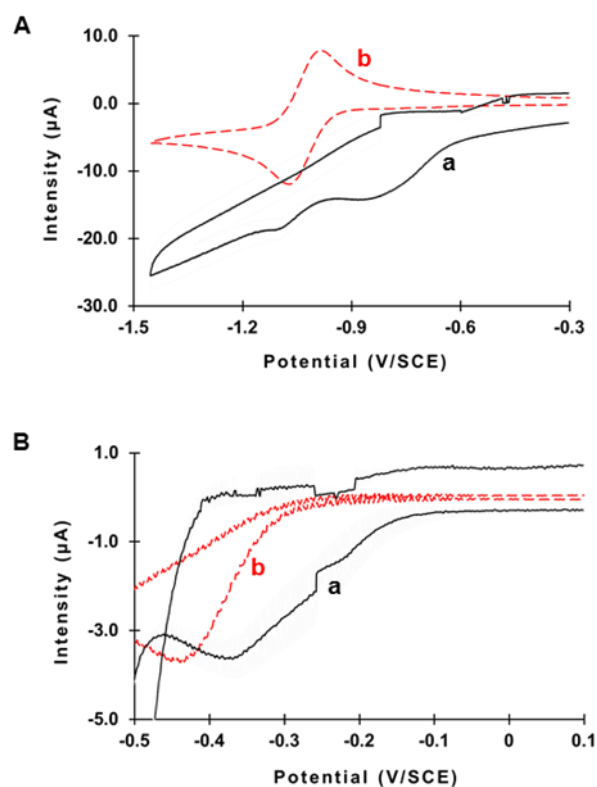 A
10.0
0.0
-10.0
-20.0
-30.0
Intensity (µA)
b
a
-1.5 -1.2 -0.9 -0.6 -0.3
Potential (V/SCE)
B
1.0
-1.0
-3.0
-5.0
Intensity (µA)
b
a
-0.5 -0.4 -0.3 -0.2 -0.1 0 0.1
Potential (V/SCE)